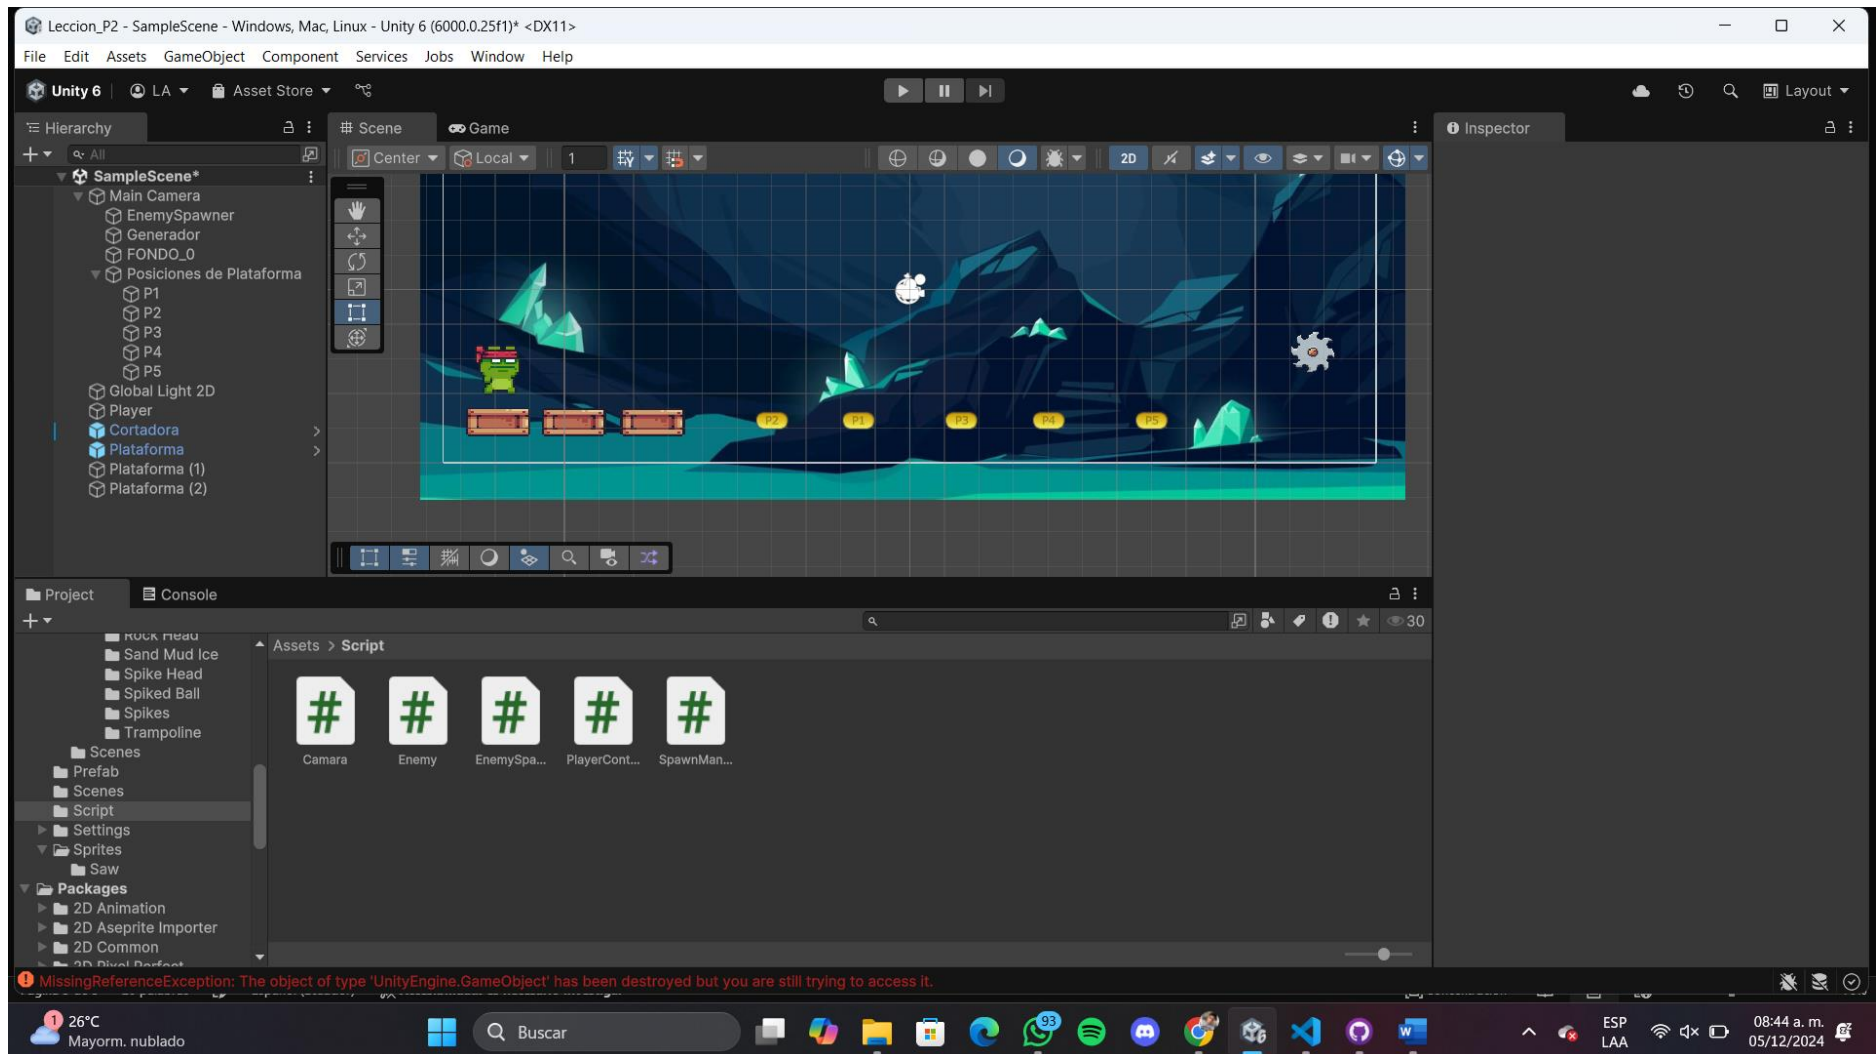 Leccion_P2 - SampleScene - Windows, Mac, Linux - Unity 6 (6000.0.25f1)* <DX11>
File Edit Assets GameObject Component Services Jobs Window Help
Unity 6 LA Asset Store Layout
Hierarchy
Scene Game
Inspector
All
Center Local 1 2D
SampleScene*
Main Camera
EnemySpawner
Generador
FONDO_0
Posiciones de Plataforma
P1
P2
P3
P4
P5
Global Light 2D
Player
Cortadora
Plataforma
Plataforma (1)
Plataforma (2)
P2 P1 P3 P4 P5
Project Console
30
Rock Head
Sand Mud Ice
Spike Head
Spiked Ball
Spikes
Trampoline
Scenes
Prefab
Scenes
Script
Settings
Sprites
Saw
Packages
2D Animation
2D Aseprite Importer
2D Common
2D Pixel Perfect
Assets > Script
Camara Enemy EnemySpa... PlayerCont... SpawnMan...
MissingReferenceException: The object of type 'UnityEngine.GameObject' has been destroyed but you are still trying to access it.
1
26°C
Mayorm. nublado
Buscar
93
ESP
LAA
08:44 a. m.
05/12/2024